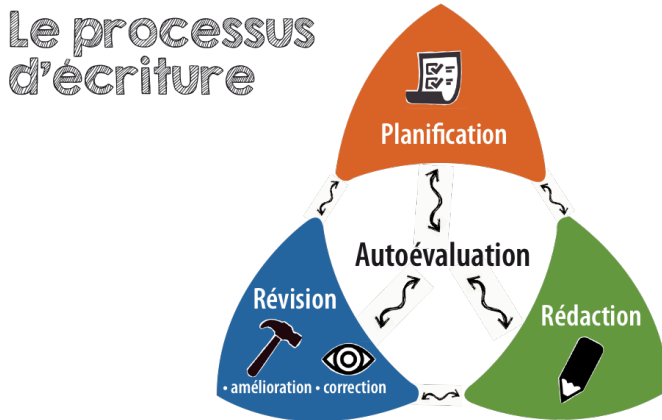 Le processus
d'écriture
Planification
Autoévaluation
Révision
• amélioration • correction
Rédaction